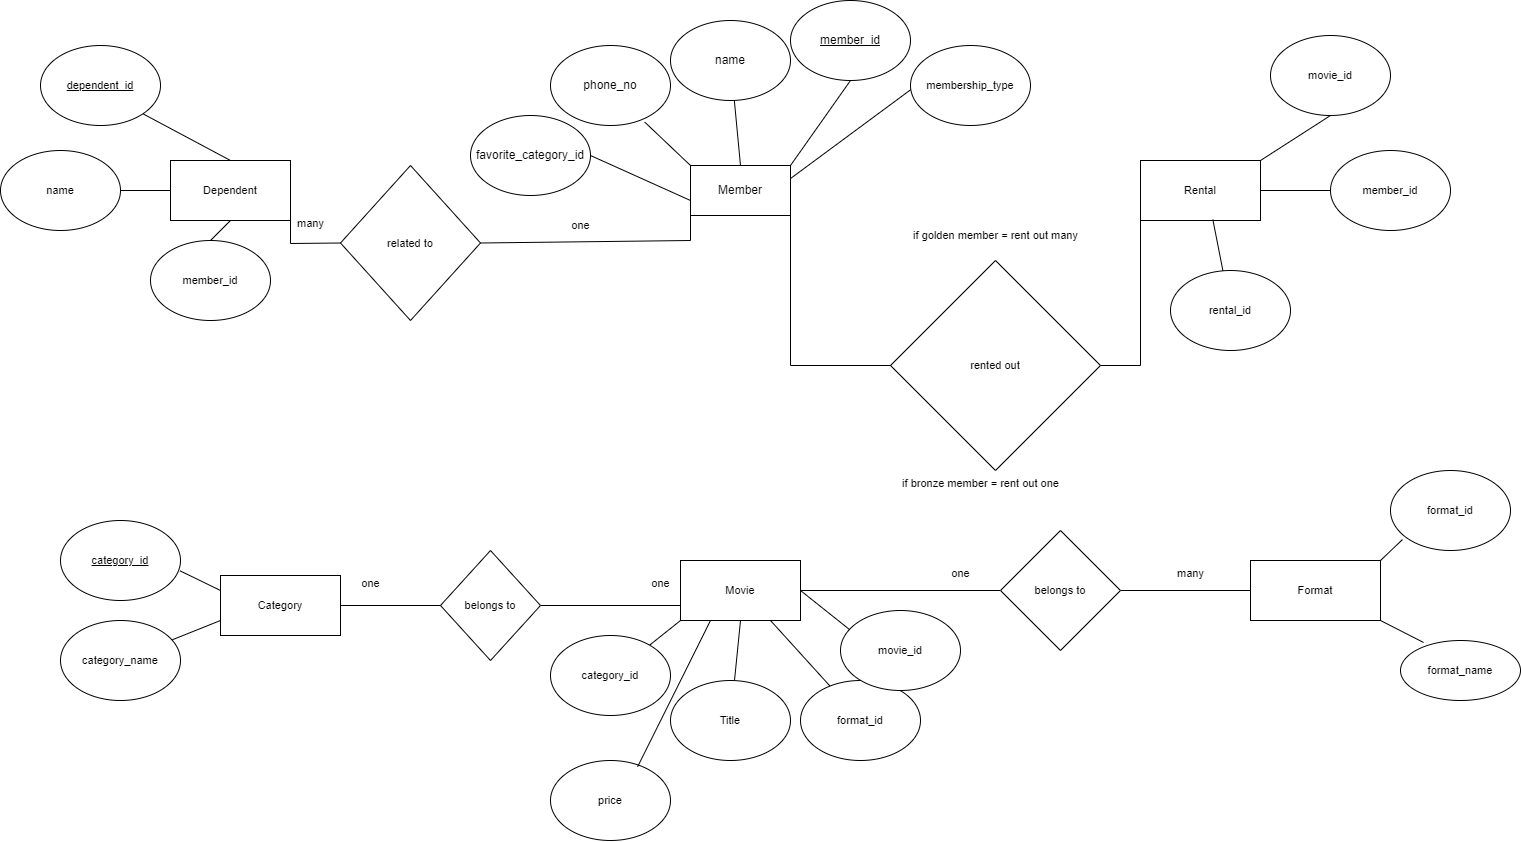 member_id
name
movie_id
dependent_id
phone_no
membership_type
favorite_category_id
name
Dependent
Member
Rental
member_id
many
one
related to
if golden member = rent out many
member_id
rental_id
rented out
if bronze member = rent out one
format_id
category_id
one
one
Movie
one
many
Format
belongs to
belongs to
Category
category_name
movie_id
format_name
category_id
Title
format_id
price